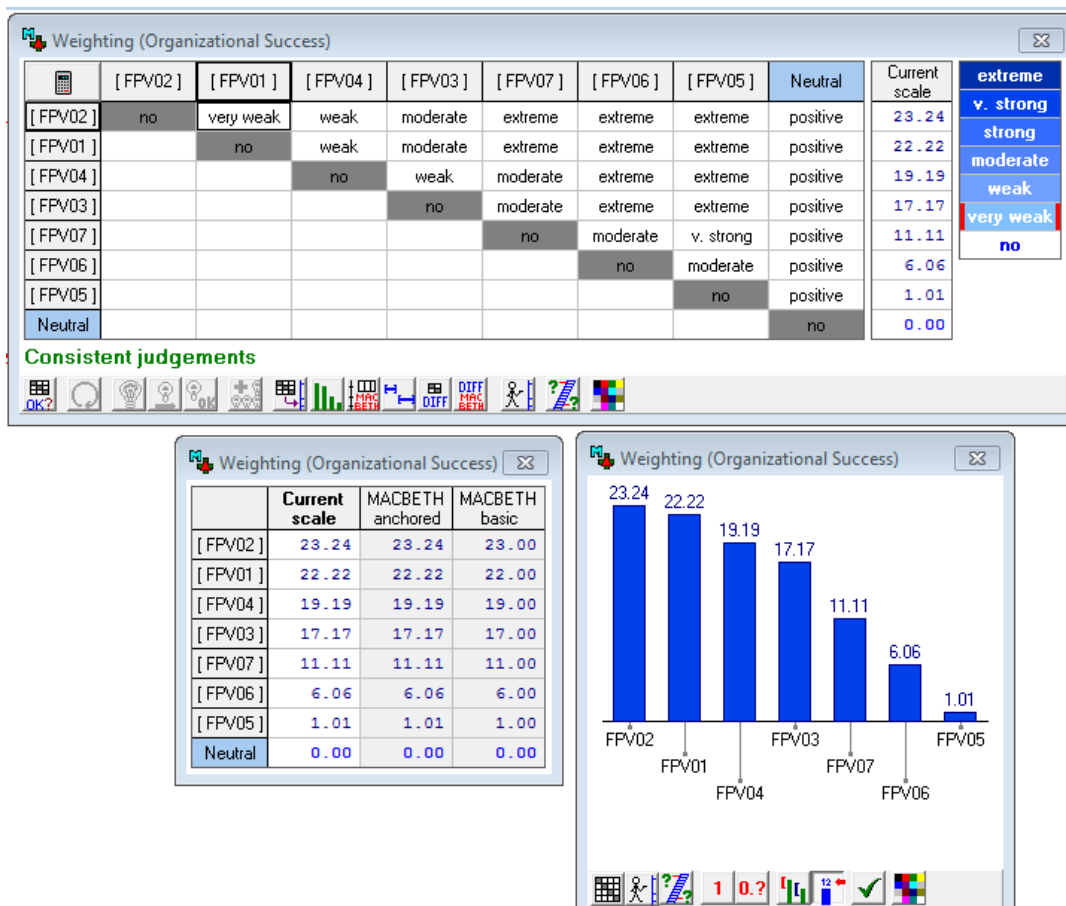 Weighting (Organizational Success)
[ FPV02 ] [ FPV01 ] [ FPV04 ] [ FPV03 ] [ FPV07 ] [ FPV06 ] [ FPV05 ] Neutral Current scale extreme
[ FPV02 ] no very weak weak moderate extreme extreme extreme positive 23.24 v. strong
[ FPV01 ] no weak moderate extreme extreme extreme positive 22.22 strong
[ FPV04 ] no weak moderate extreme extreme positive 19.19 moderate
[ FPV03 ] no moderate extreme extreme positive 17.17 weak
[ FPV07 ] no moderate v. strong positive 11.11 very weak
[ FPV06 ] no moderate positive 6.06 no
[ FPV05 ] no positive 1.01
Neutral no 0.00
Consistent judgements
OK? OK MAC BETH DIFF DIFF MAC BETH ? ?
Weighting (Organizational Success)
Current scale MACBETH anchored MACBETH basic
[ FPV02 ] 23.24 23.24 23.00
[ FPV01 ] 22.22 22.22 22.00
[ FPV04 ] 19.19 19.19 19.00
[ FPV03 ] 17.17 17.17 17.00
[ FPV07 ] 11.11 11.11 11.00
[ FPV06 ] 6.06 6.06 6.00
[ FPV05 ] 1.01 1.01 1.00
Neutral 0.00 0.00 0.00
Weighting (Organizational Success)
23.24
22.22
19.19
17.17
11.11
6.06
1.01
FPV02 FPV03 FPV05
FPV01 FPV07
FPV04 FPV06
? ? 1 0.? 12